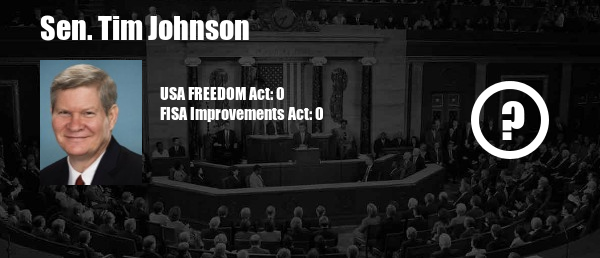 Sen. Tim Johnson
USA FREEDOM Act: 0
FISA Improvements Act: 0
?